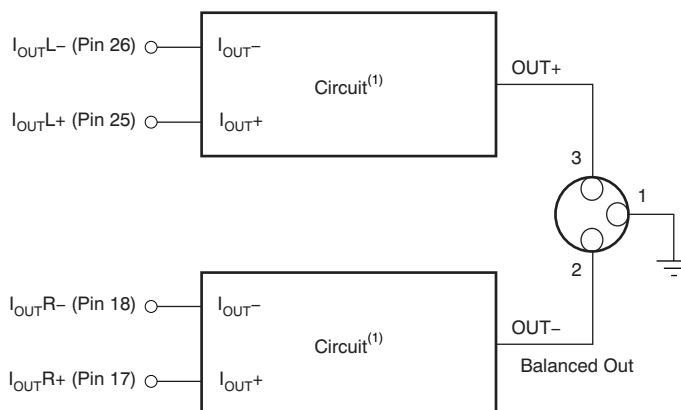 I_OUT L− (Pin 26)
I_OUT−
OUT+
Circuit(1)
I_OUT L+ (Pin 25)
I_OUT+
3
1
2
I_OUT R− (Pin 18)
I_OUT−
OUT−
Circuit(1)
Balanced Out
I_OUT R+ (Pin 17)
I_OUT+